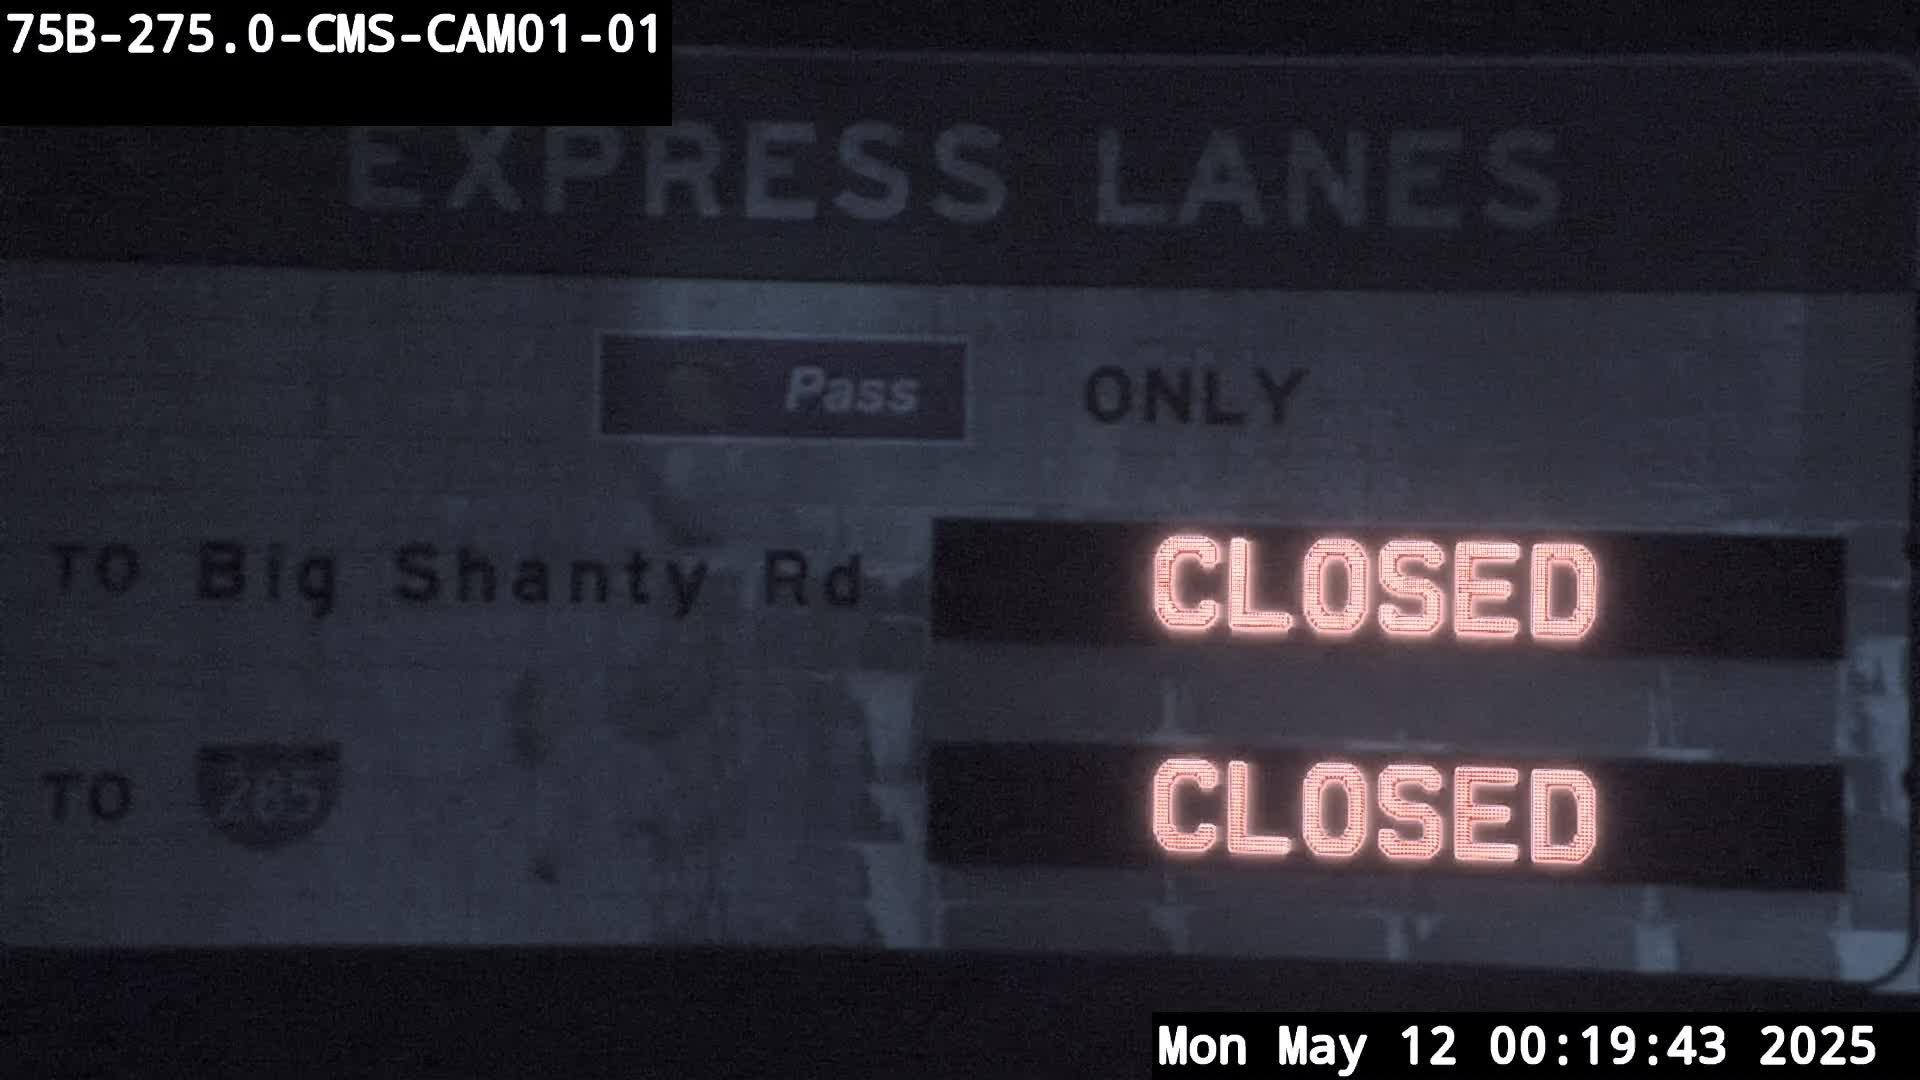 75B-275.0-CMS-CAM01-01
EXPRESS LANES
Pass ONLY
TO Big Shanty Rd CLOSED
TO 285 CLOSED
Mon May 12 00:19:43 2025